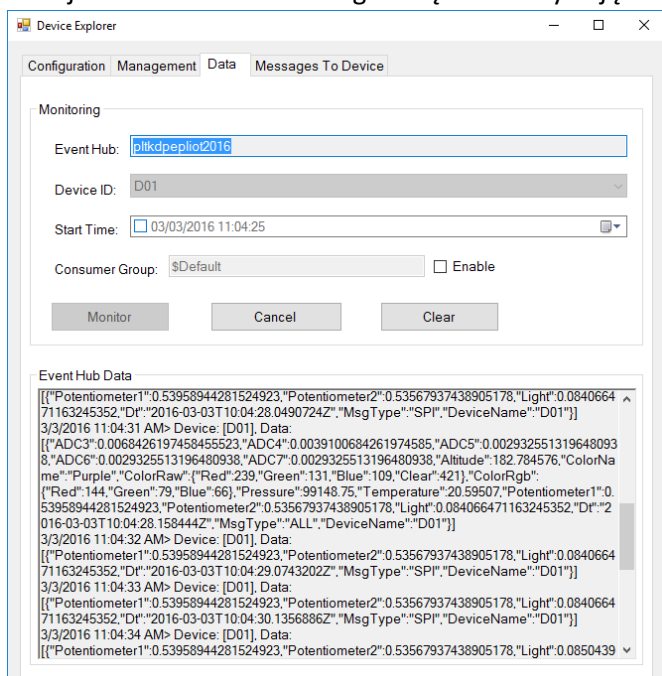 Device Explorer
Configuration Management Data Messages To Device
Monitoring
Event Hub: pltkdpepliot2016
Device ID: D01
Start Time: 03/03/2016 11:04:25
Consumer Group: $Default Enable
Monitor Cancel Clear
Event Hub Data
[{"Potentiometer1":0.53958944281524923,"Potentiometer2":0.53567937438905178,"Light":0.0840664
71163245352,"Dt":"2016-03-03T10:04:28.0490724Z","MsgType":"SPI","DeviceName":"D01"}]
3/3/2016 11:04:31 AM> Device: [D01], Data:
[{"ADC3":0.0068426197458455523,"ADC4":0.0039100684261974585,"ADC5":0.002932551319648093
8,"ADC6":0.0029325513196480938,"ADC7":0.0029325513196480938,"Altitude":182.784576,"ColorNa
me":"Purple","ColorRaw":{"Red":239,"Green":131,"Blue":109,"Clear":421},"ColorRgb":
{"Red":144,"Green":79,"Blue":66},"Pressure":99148.75,"Temperature":20.59507,"Potentiometer1":0.
53958944281524923,"Potentiometer2":0.53567937438905178,"Light":0.084066471163245352,"Dt":"2
016-03-03T10:04:28.158444Z","MsgType":"ALL","DeviceName":"D01"}]
3/3/2016 11:04:32 AM> Device: [D01], Data:
[{"Potentiometer1":0.53958944281524923,"Potentiometer2":0.53567937438905178,"Light":0.0840664
71163245352,"Dt":"2016-03-03T10:04:29.0743202Z","MsgType":"SPI","DeviceName":"D01"}]
3/3/2016 11:04:33 AM> Device: [D01], Data:
[{"Potentiometer1":0.53958944281524923,"Potentiometer2":0.53567937438905178,"Light":0.0840664
71163245352,"Dt":"2016-03-03T10:04:30.1356886Z","MsgType":"SPI","DeviceName":"D01"}]
3/3/2016 11:04:34 AM> Device: [D01], Data:
[{"Potentiometer1":0.53958944281524923,"Potentiometer2":0.53567937438905178,"Light":0.0850439